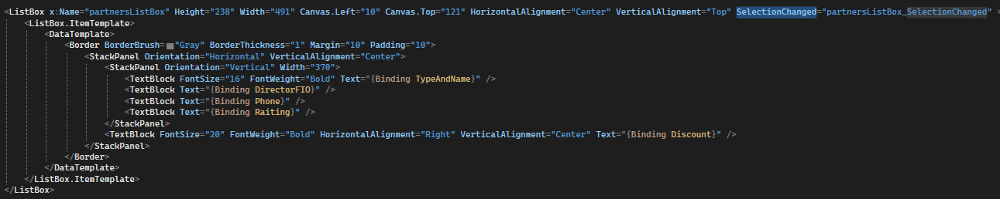 <ListBox x:Name="partnersListBox" Height="238" Width="491" Canvas.Left="10" Canvas.Top="121" HorizontalAlignment="Center" VerticalAlignment="Top" SelectionChanged="partnersListBox_SelectionChanged" >
<ListBox.ItemTemplate>
<DataTemplate>
<Border BorderBrush="Gray" BorderThickness="1" Margin="10" Padding="10">
<StackPanel Orientation="Horizontal" VerticalAlignment="Center">
<StackPanel Orientation="Vertical" Width="370">
<TextBlock FontSize="16" FontWeight="Bold" Text="{Binding TypeAndName}" />
<TextBlock Text="{Binding DirectorFIO}" />
<TextBlock Text="{Binding Phone}" />
<TextBlock Text="{Binding Raiting}" />
</StackPanel>
<TextBlock FontSize="20" FontWeight="Bold" HorizontalAlignment="Right" VerticalAlignment="Center" Text="{Binding Discount}" />
</StackPanel>
</Border>
</DataTemplate>
</ListBox.ItemTemplate>
</ListBox>